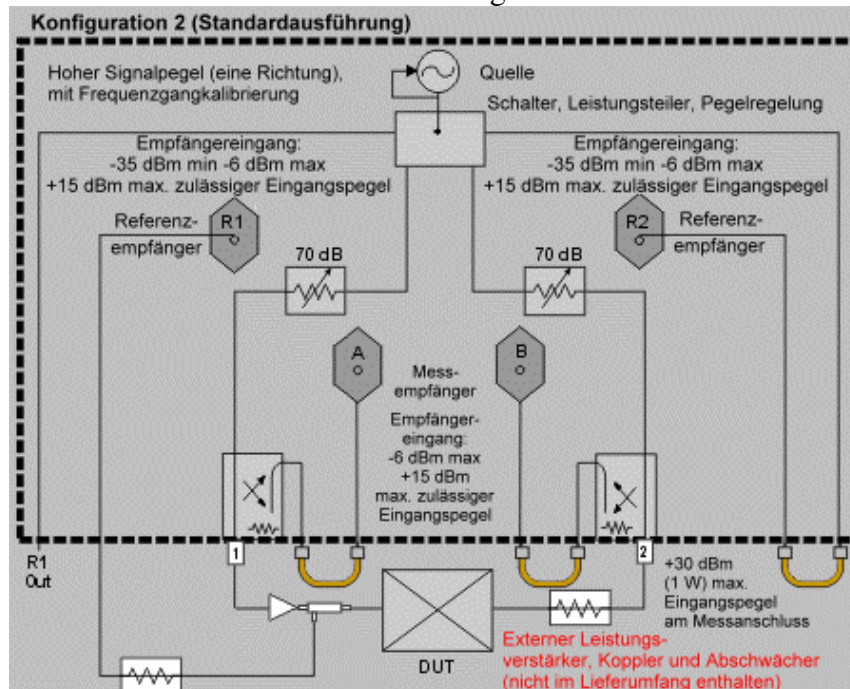 Konfiguration 2 (Standardausführung)
Hoher Signalpegel (eine Richtung),
mit Frequenzgangkalibrierung
Quelle
Schalter, Leistungsteiler, Pegelregelung
Empfängereingang:
-35 dBm min -6 dBm max
+15 dBm max. zulässiger Eingangspegel
Empfängereingang:
-35 dBm min -6 dBm max
+15 dBm max. zulässiger Eingangspegel
Referenz-
empfänger
R1
R2
Referenz-
empfänger
70 dB
70 dB
A
B
Mess-
empfänger
Empfänger-
eingang:
-6 dBm max
+15 dBm
max. zulässiger
Eingangspegel
R1
Out
1
2
+30 dBm
(1 W) max.
Eingangspegel
am Messanschluss
DUT
Externer Leistungs-
verstärker, Koppler und Abschwächer
(nicht im Lieferumfang enthalten)